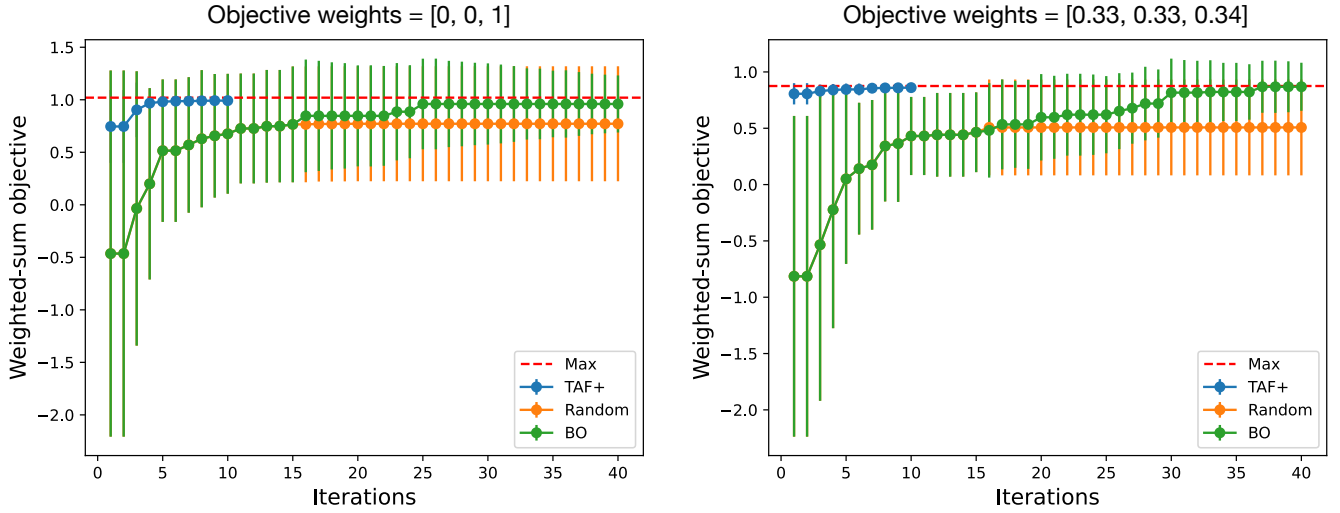 Objective weights = [0, 0, 1]
Weighted-sum objective
1.5
1.0
0.5
0.0
−0.5
−1.0
−1.5
−2.0
Max
TAF+
Random
BO
0 5 10 15 20 25 30 35 40
Iterations
Objective weights = [0.33, 0.33, 0.34]
Weighted-sum objective
1.0
0.5
0.0
−0.5
−1.0
−1.5
−2.0
Max
TAF+
Random
BO
0 5 10 15 20 25 30 35 40
Iterations